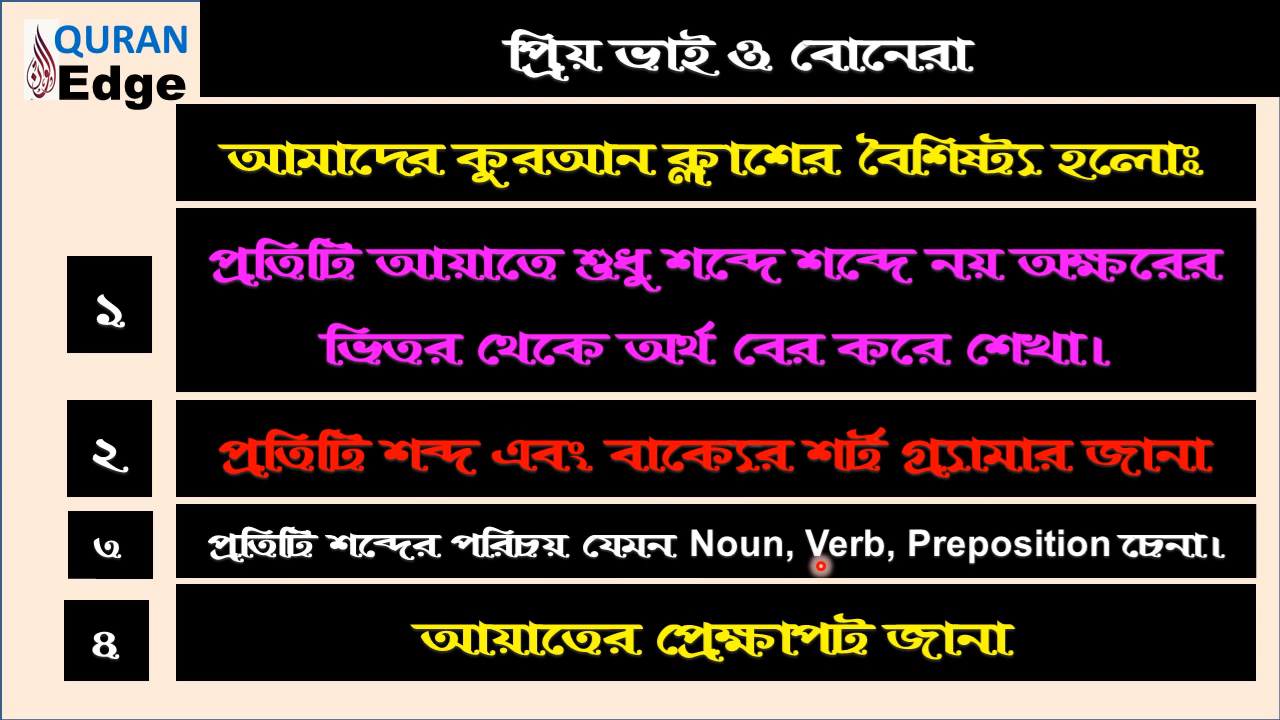 QURAN
Edge
প্রিয় ভাই ও বোনেরা
আমাদের কুরআন ক্লাশের বৈশিষ্ট্য হলোঃ
১
প্রতিটি আয়াতে শুধু শব্দে শব্দে নয় অক্ষরের
ভিতর থেকে অর্থ বের করে শেখা।
২
প্রতিটি শব্দ এবং বাক্যের শর্ট গ্র্যামার জানা
৩
প্রতিটি শব্দের পরিচয় যেমন Noun, Verb, Preposition চেনা।
৪
আয়াতের প্রেক্ষাপট জানা